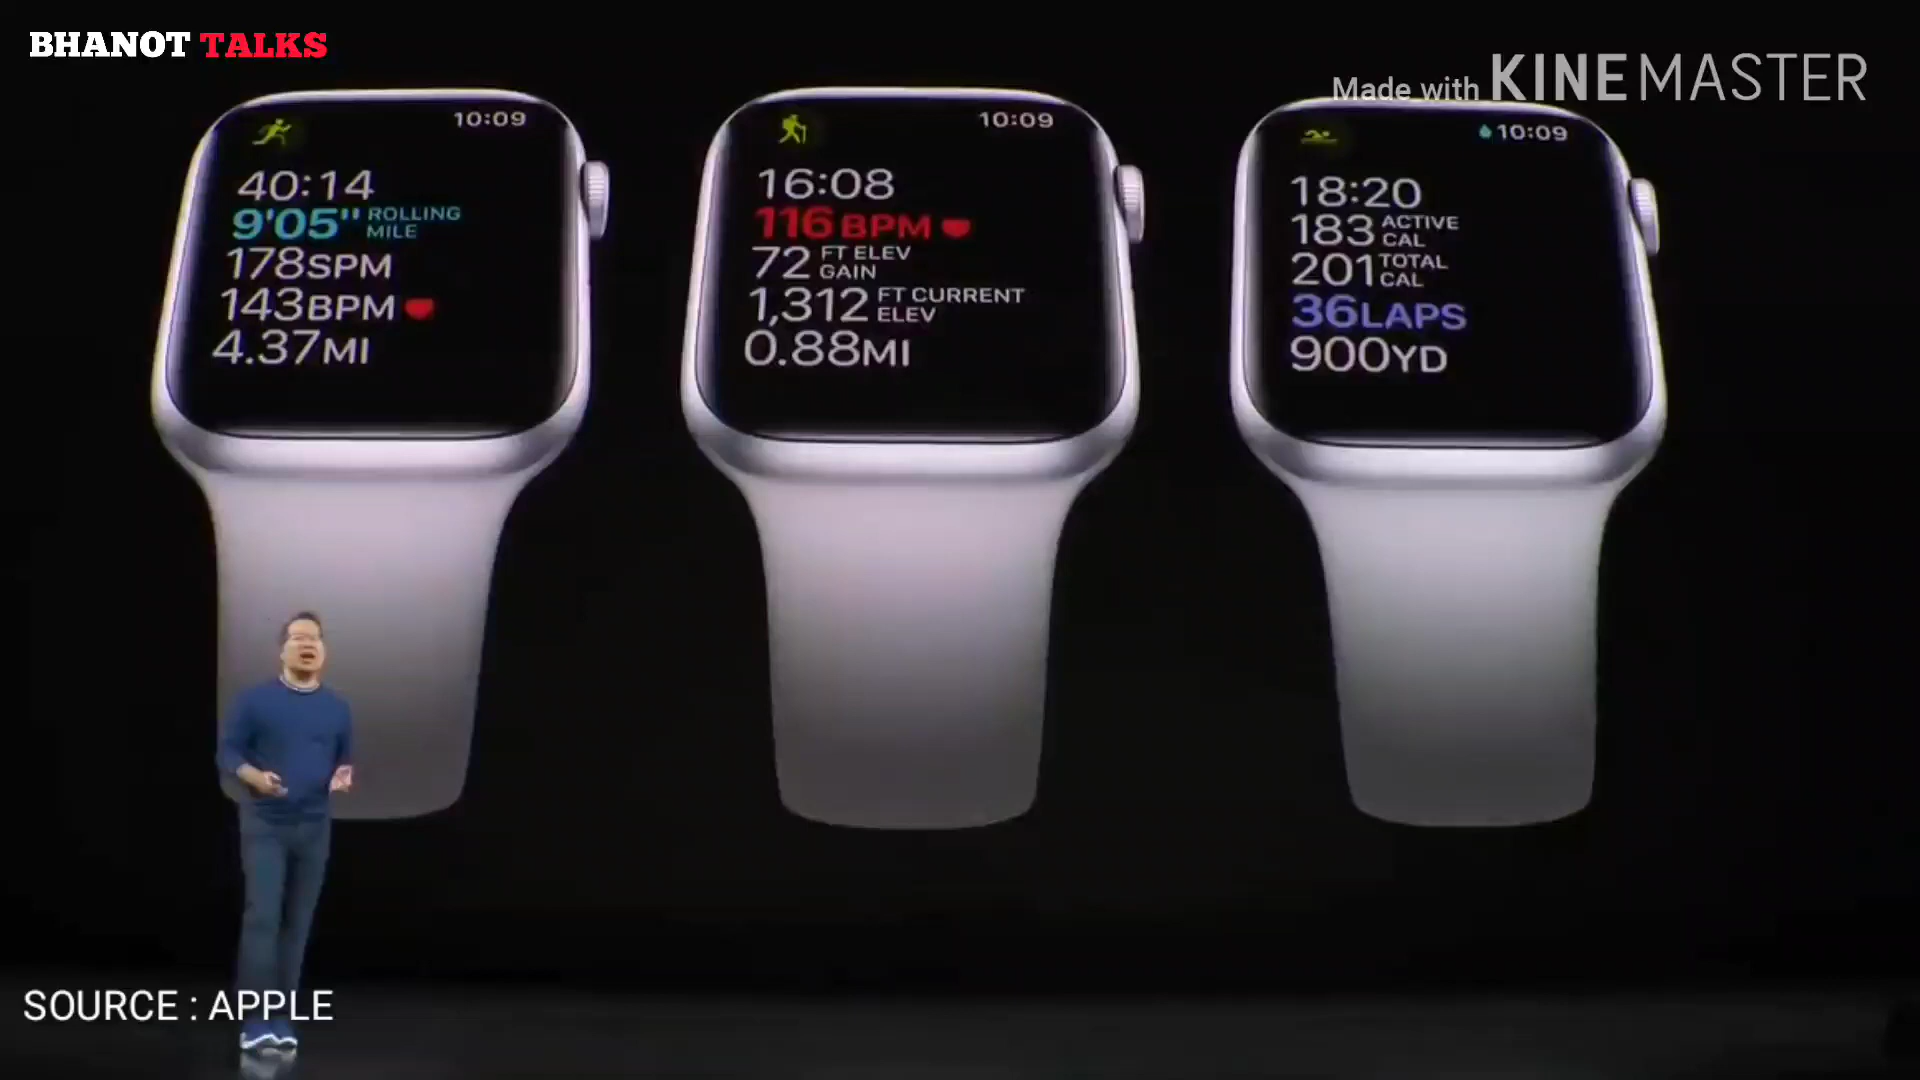 BHANOT TALKS
Made with KINEMASTER
10:09
40:14
9'05" ROLLING MILE
178SPM
143BPM
4.37MI
10:09
16:08
116BPM
72 FT ELEV GAIN
1,312 FT CURRENT ELEV
0.88MI
10:09
18:20
183 ACTIVE CAL
201 TOTAL CAL
36LAPS
900YD
SOURCE : APPLE